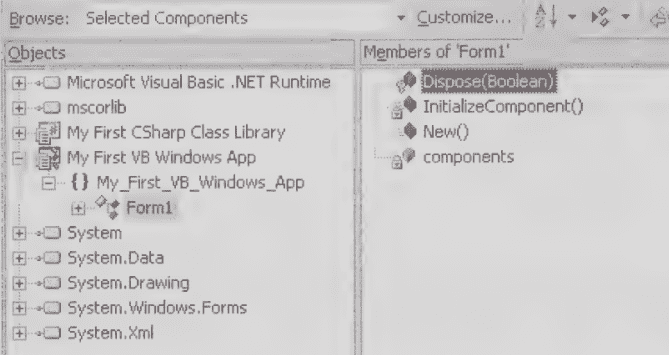 Browse: Selected Components Customize...
Objects
Microsoft Visual Basic .NET Runtime
mscorlib
My First CSharp Class Library
My First VB Windows App
{} My_First_VB_Windows_App
Form1
System
System.Data
System.Drawing
System.Windows.Forms
System.Xml
Members of 'Form1'
Dispose(Boolean)
InitializeComponent()
New()
components